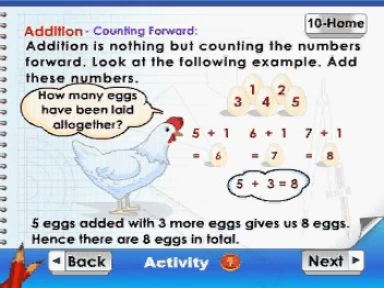 10-Home
Addition - Counting Forward:
Addition is nothing but counting the numbers
forward. Look at the following example. Add
these numbers.
How many eggs
have been laid
altogether?
1 2
3 4 5
5 + 1 6 + 1 7 + 1
= 6 = 7 = 8
5 + 3 = 8
5 eggs added with 3 more eggs gives us 8 eggs.
Hence there are 8 eggs in total.
Back Activity Next